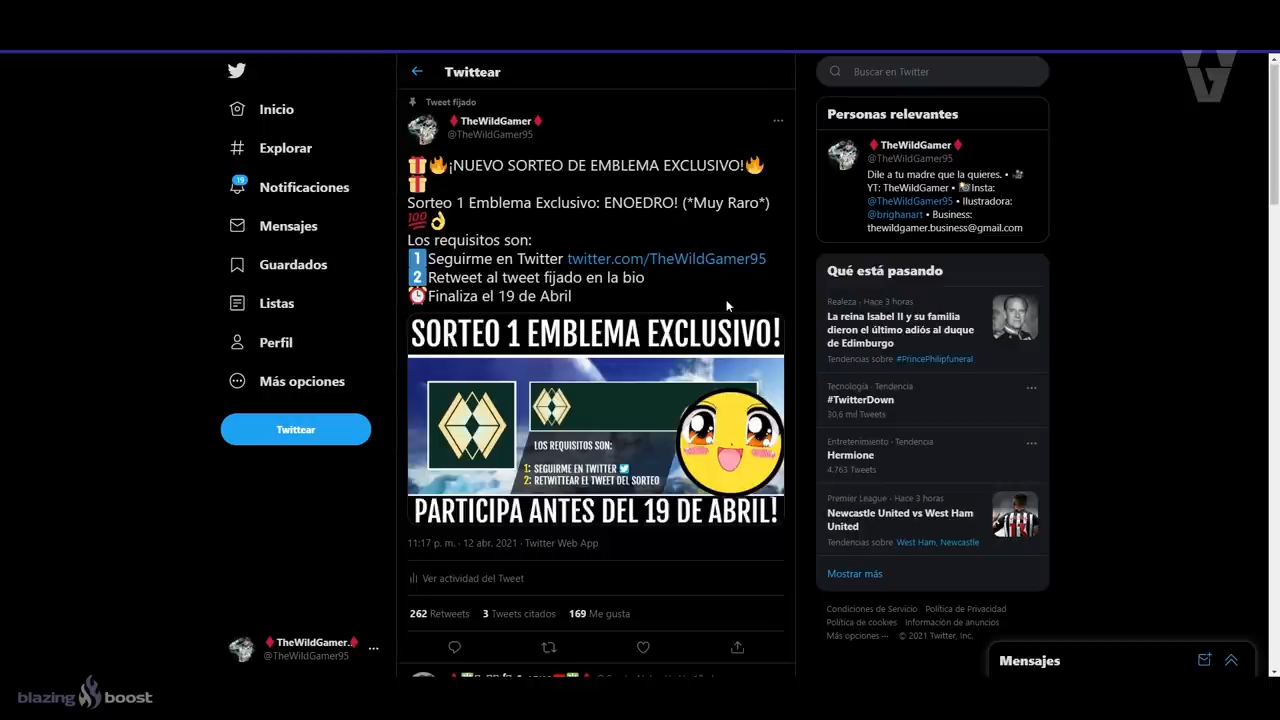 Inicio
Explorar
19
Notificaciones
Mensajes
Guardados
Listas
Perfil
Más opciones
Twittear
TheWildGamer..
@TheWildGamer95
blazing boost
Twittear
Tweet fijado
TheWildGamer
@TheWildGamer95
¡NUEVO SORTEO DE EMBLEMA EXCLUSIVO!
Sorteo 1 Emblema Exclusivo: ENOEDRO! (*Muy Raro*)
💯👌
Los requisitos son:
1 Seguirme en Twitter twitter.com/TheWildGamer95
2 Retweet al tweet fijado en la bio
Finaliza el 19 de Abril
SORTEO 1 EMBLEMA EXCLUSIVO!
LOS REQUISITOS SON:
1: SEGUIRME EN TWITTER
2: RETWITTEAR EL TWEET DEL SORTEO
PARTICIPA ANTES DEL 19 DE ABRIL!
11:17 p. m. · 12 abr. 2021 · Twitter Web App
Ver actividad del Tweet
262 Retweets 3 Tweets citados 169 Me gusta
Buscar en Twitter
WG
Personas relevantes
TheWildGamer
@TheWildGamer95
Dile a tu madre que la quieres. •
YT: TheWildGamer • Insta:
@TheWildGamer95 • Ilustradora:
@brighanart • Business:
thewildgamer.business@gmail.com
Qué está pasando
Realeza · Hace 3 horas
La reina Isabel II y su familia
dieron el último adiós al duque
de Edimburgo
Tendencias sobre #PrincePhilipfuneral
Tecnología · Tendencia
#TwitterDown
30,6 mil Tweets
Entretenimiento · Tendencia
Hermione
4.763 Tweets
Premier League · Hace 3 horas
Newcastle United vs West Ham
United
Tendencias sobre West Ham, Newcastle
Mostrar más
Condiciones de Servicio Política de Privacidad
Política de cookies Información de anuncios
Más opciones ··· © 2021 Twitter, Inc.
Mensajes